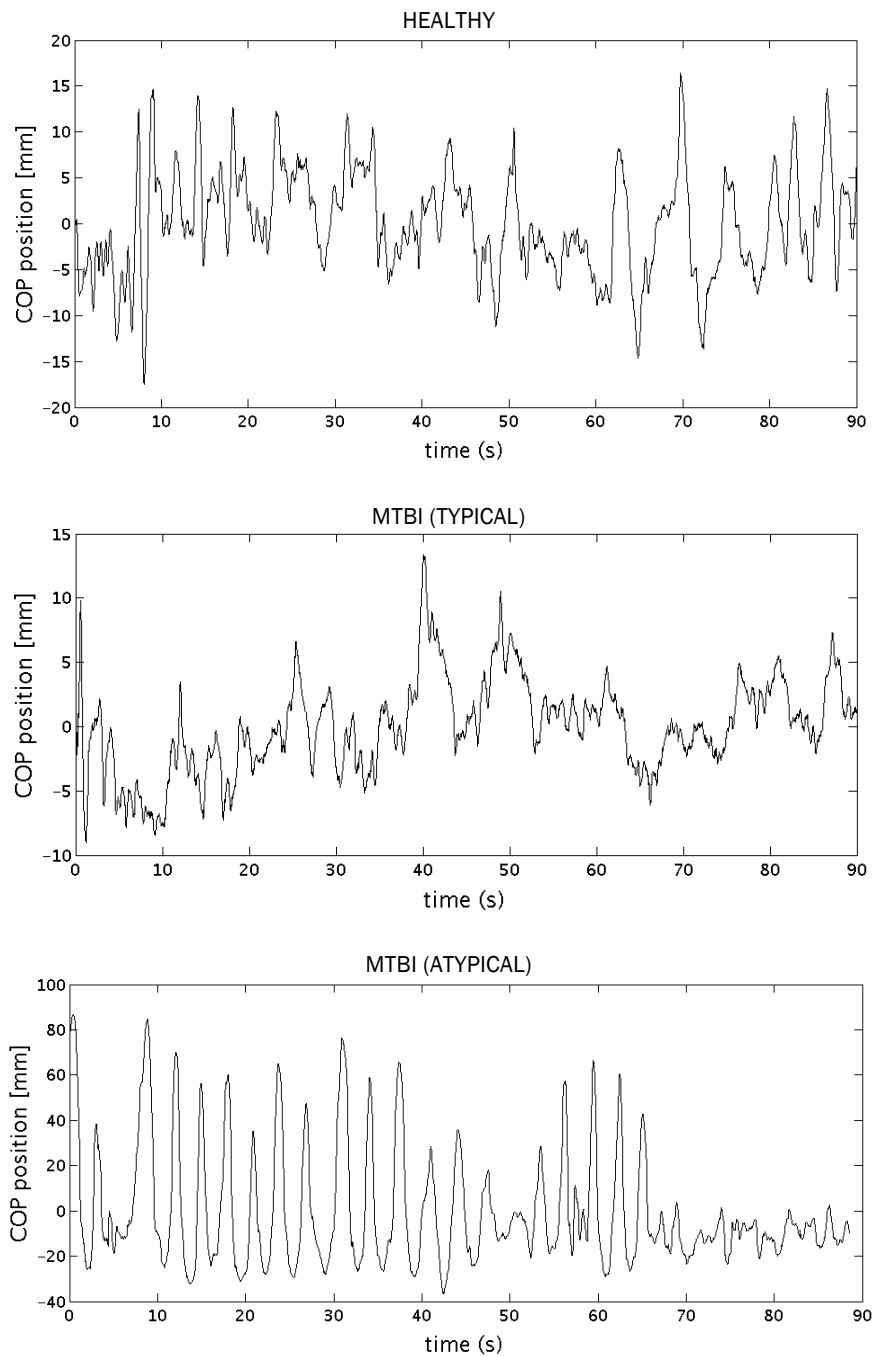 HEALTHY
20
15
10
5
0
−5
−10
−15
−20
COP position [mm]
0 10 20 30 40 50 60 70 80 90
time (s)
MTBI (TYPICAL)
15
10
5
0
−5
−10
COP position [mm]
0 10 20 30 40 50 60 70 80 90
time (s)
MTBI (ATYPICAL)
100
80
60
40
20
0
−20
−40
COP position [mm]
0 10 20 30 40 50 60 70 80 90
time (s)